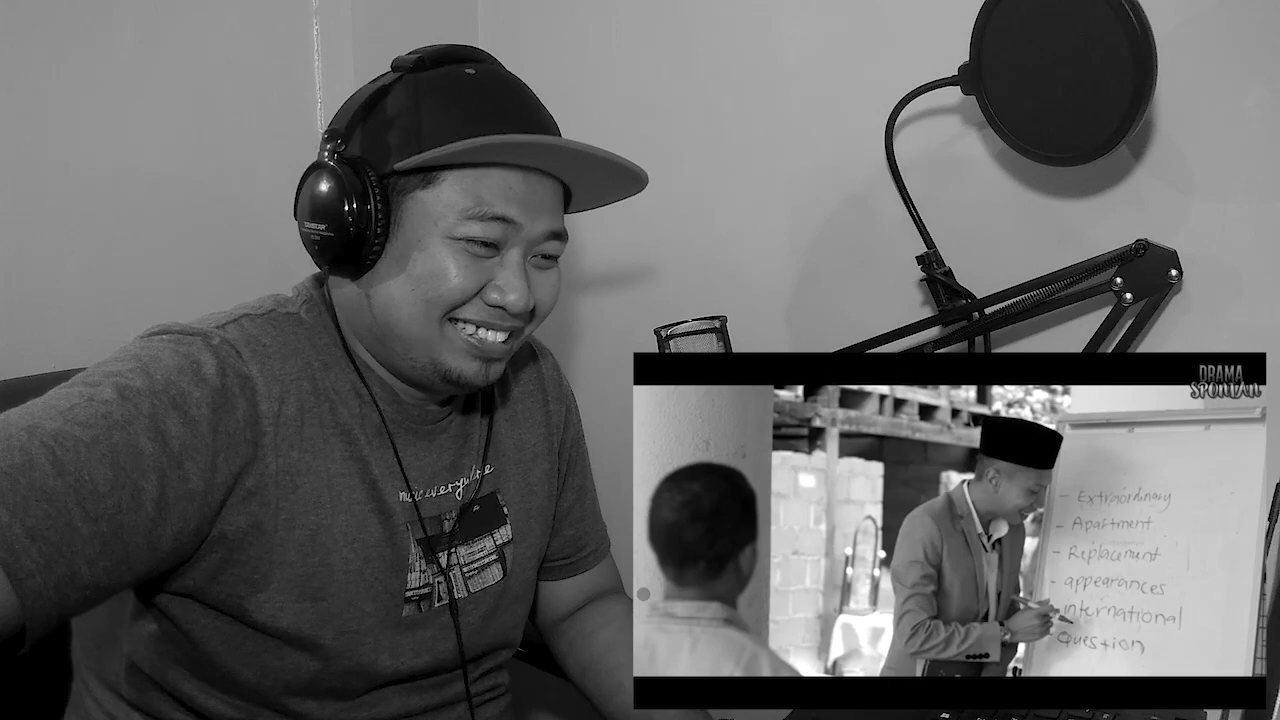 DRAMA
SPONTAN
- Extraordinary
- Apartment
- Replacement
- appearances
international
Question